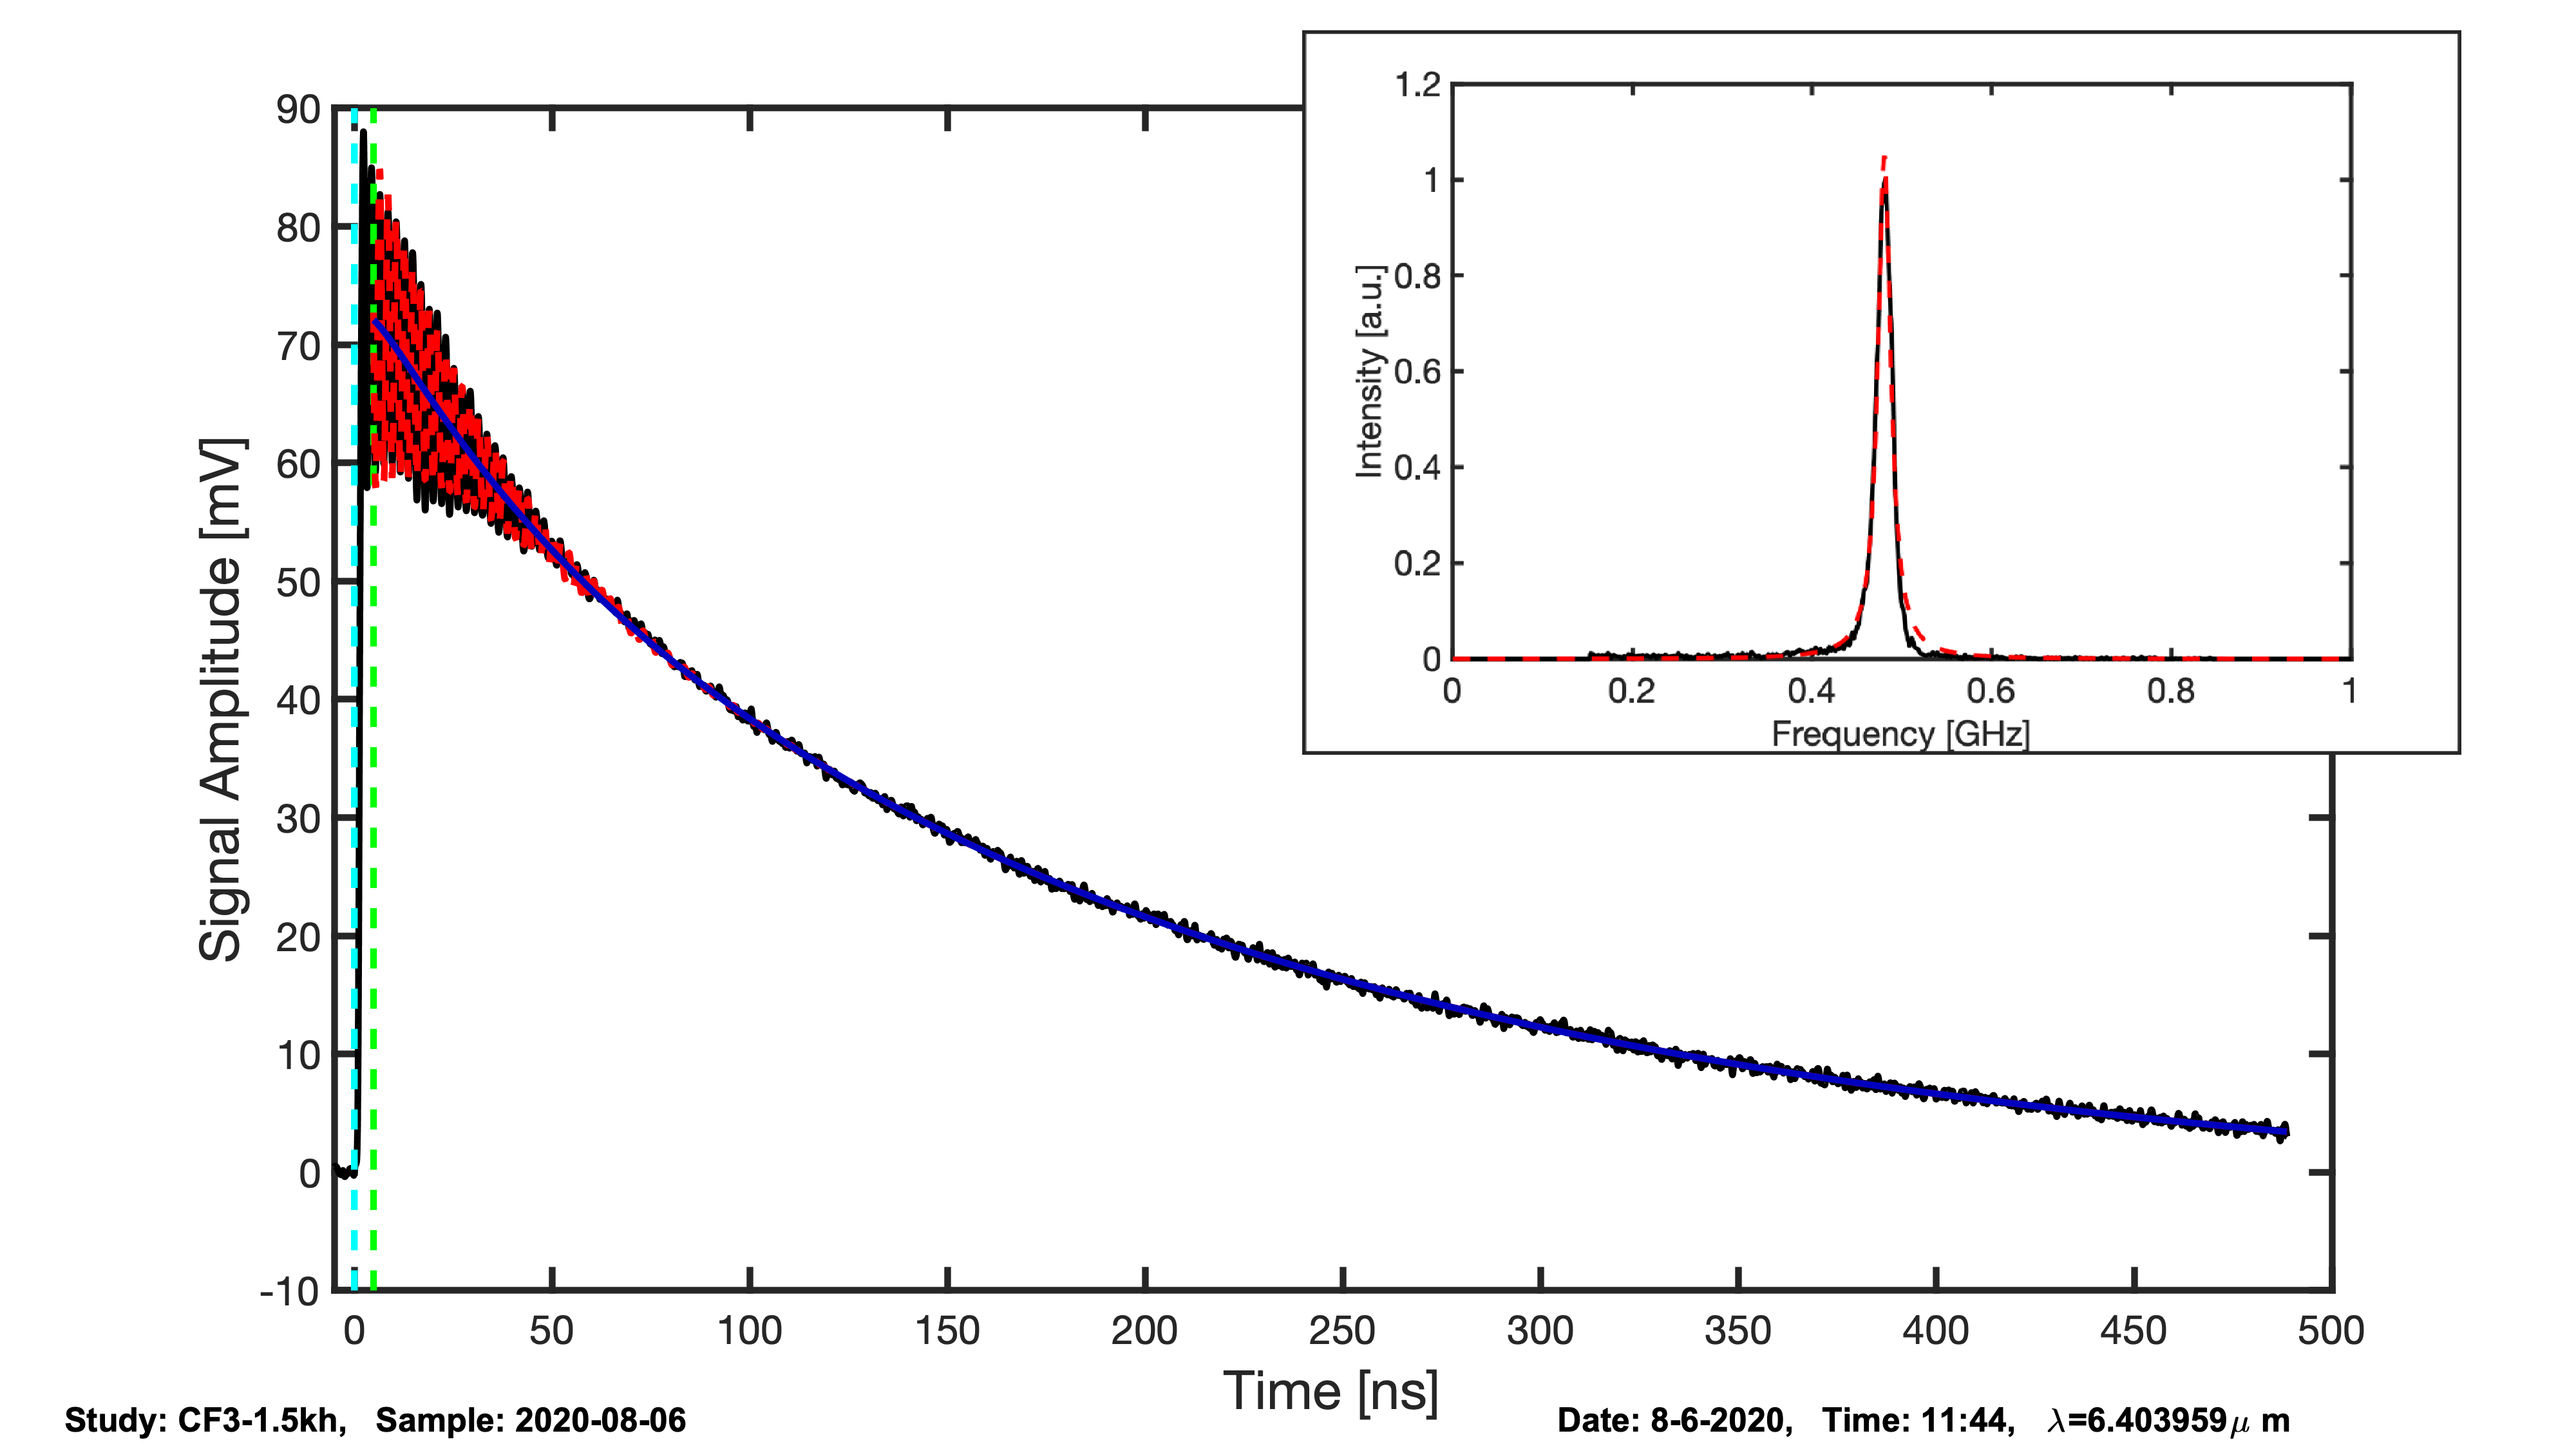 90
80
70
60
50
40
30
20
10
0
-10
Signal Amplitude [mV]
0 50 100 150 200 250 300 350 400 450 500
Time [ns]
1.2
1
0.8
0.6
0.4
0.2
0
Intensity [a.u.]
0 0.2 0.4 0.6 0.8 1
Frequency [GHz]
Study: CF3-1.5kh, Sample: 2020-08-06
Date: 8-6-2020, Time: 11:44, λ=6.403959μ m